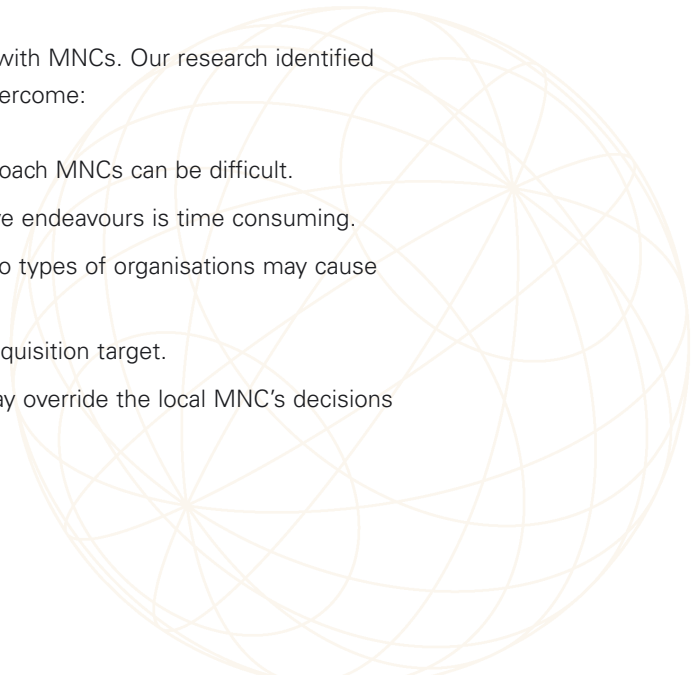 with MNCs. Our research identified
ercome:
oach MNCs can be difficult.
e endeavours is time consuming.
o types of organisations may cause
quisition target.
ay override the local MNC's decisions